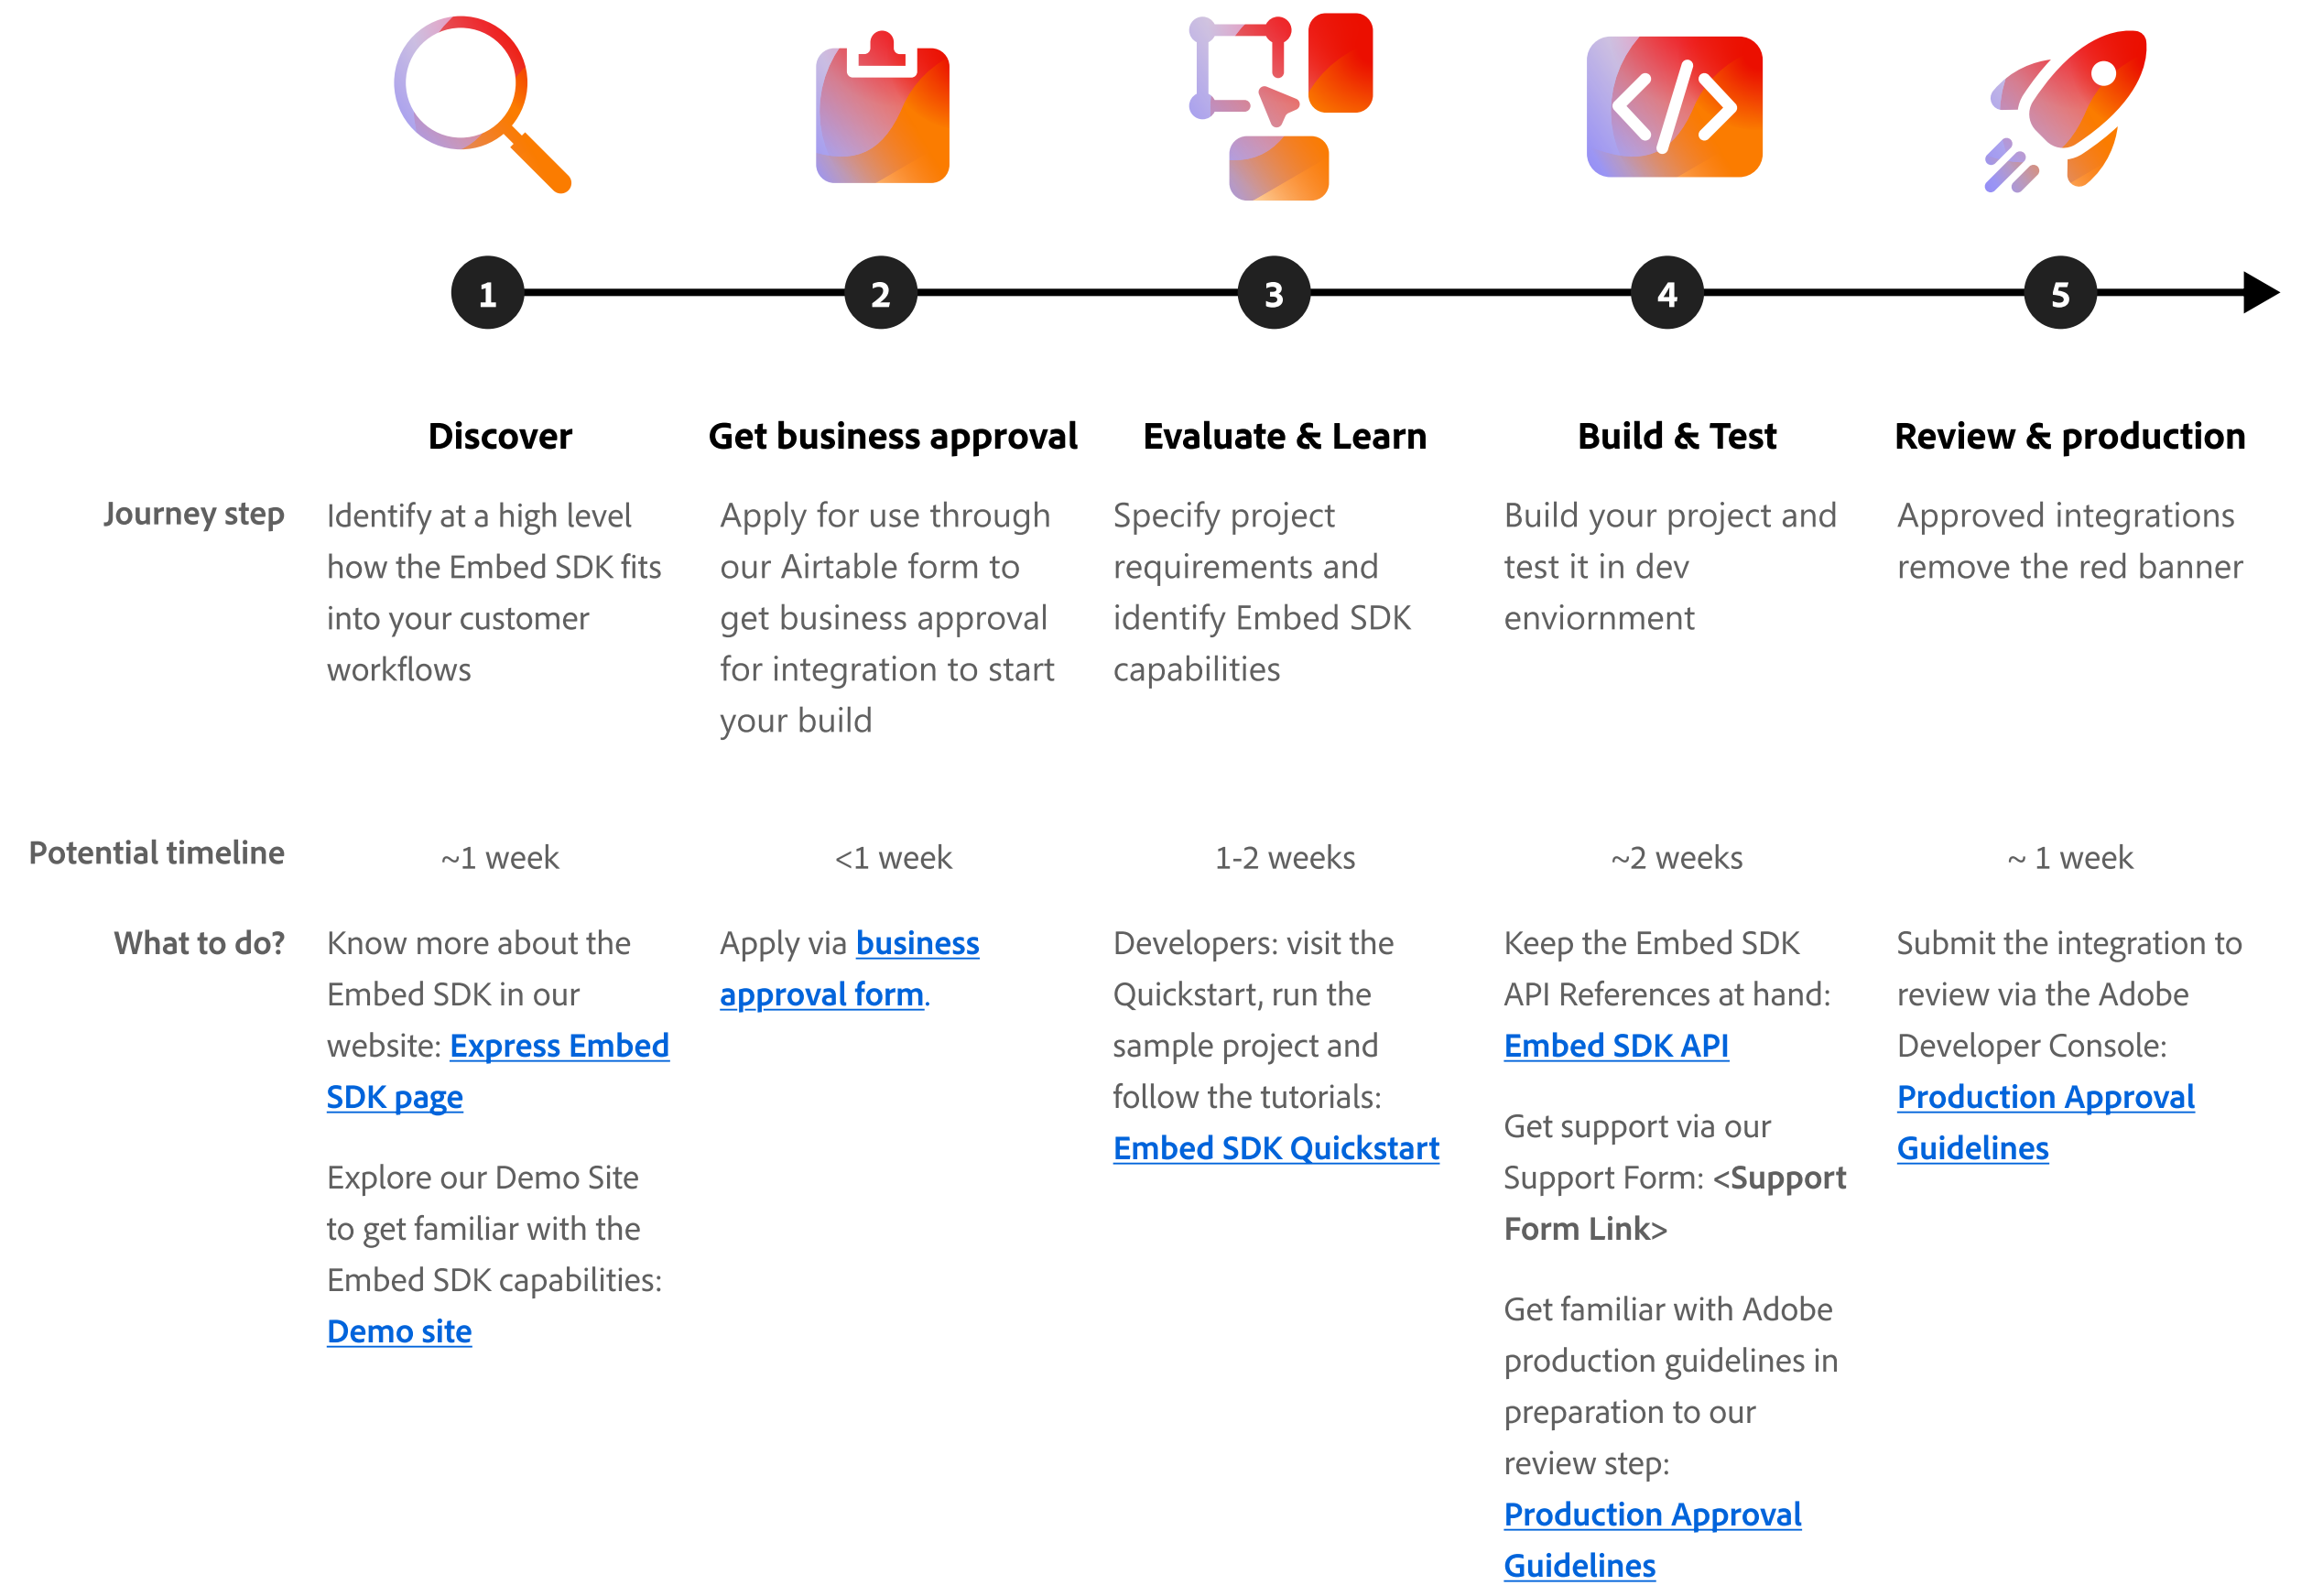 1
2
3
4
5
Discover
Get business approval
Evaluate & Learn
Build & Test
Review & production
Journey step
Identify at a high level
how the Embed SDK fits
into your customer
workflows
Apply for use through
our Airtable form to
get business approval
for integration to start
your build
Specify project
requirements and
identify Embed SDK
capabilities
Build your project and
test it in dev
enviornment
Approved integrations
remove the red banner
Potential timeline
~1 week
<1 week
1-2 weeks
~2 weeks
~ 1 week
What to do?
Know more about the
Embed SDK in our
website: Express Embed
SDK page
Explore our Demo Site
to get familiar with the
Embed SDK capabilities:
Demo site
Apply via business
approval form.
Developers: visit the
Quickstart, run the
sample project and
follow the tutorials:
Embed SDK Quickstart
Keep the Embed SDK
API References at hand:
Embed SDK API
Get support via our
Support Form: <Support
Form Link>
Get familiar with Adobe
production guidelines in
preparation to our
review step:
Production Approval
Guidelines
Submit the integration to
review via the Adobe
Developer Console:
Production Approval
Guidelines